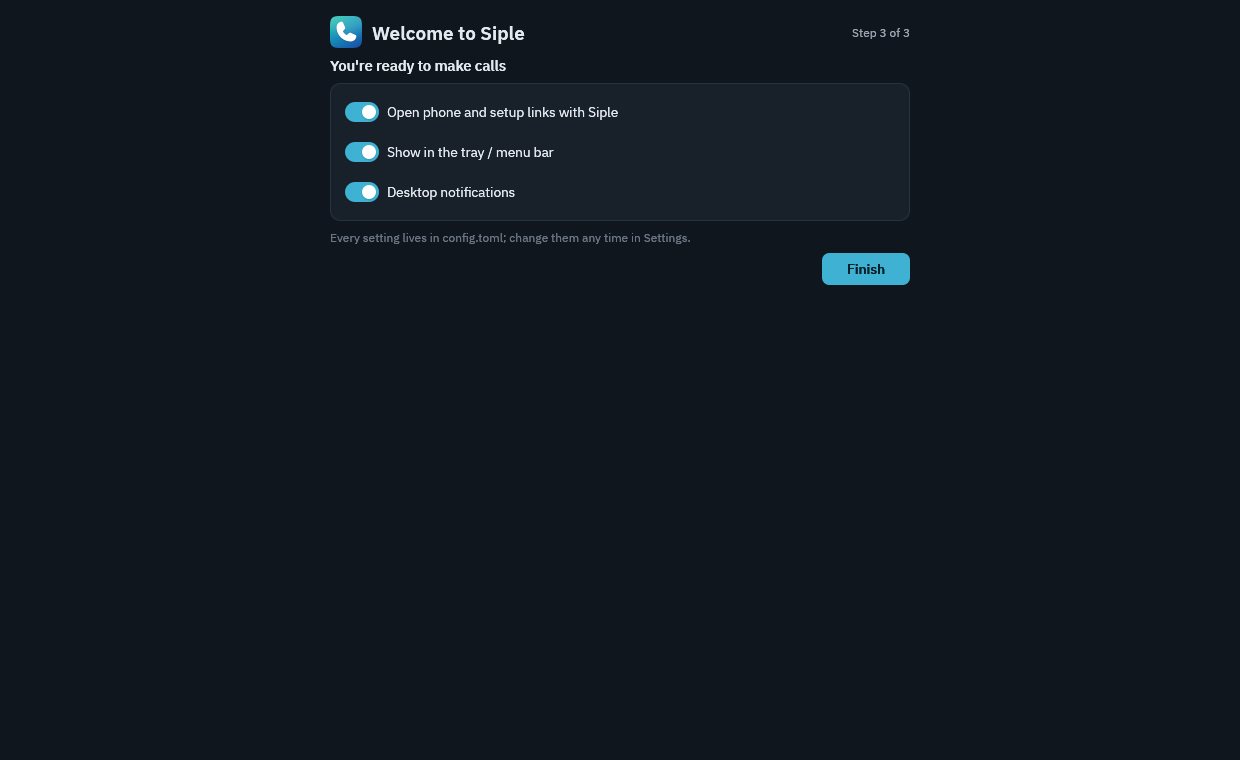 Welcome to Siple
Step 3 of 3
You're ready to make calls
Open phone and setup links with Siple
Show in the tray / menu bar
Desktop notifications
Every setting lives in config.toml; change them any time in Settings.
Finish